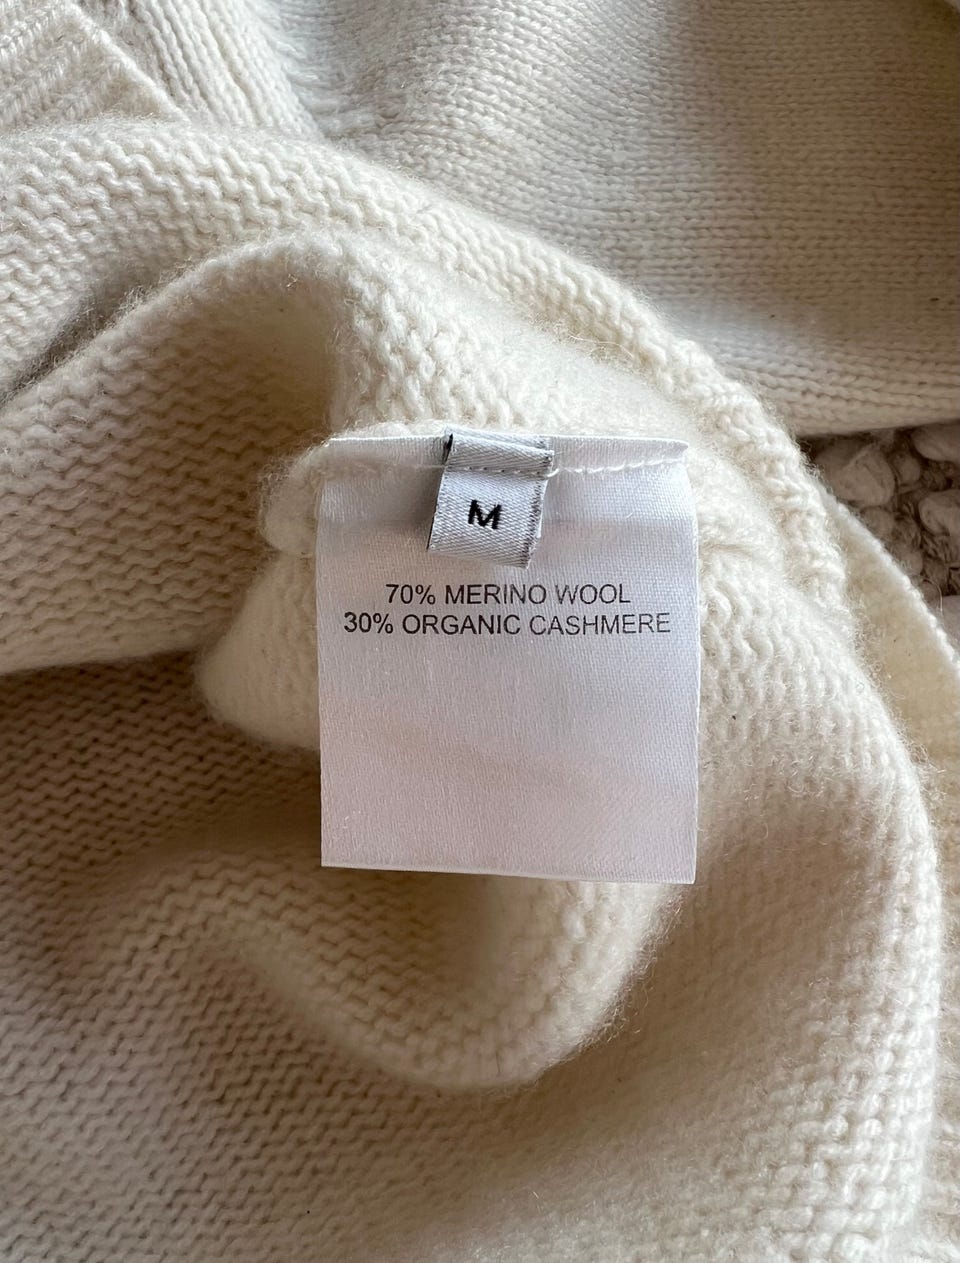 M
70% MERINO WOOL
30% ORGANIC CASHMERE